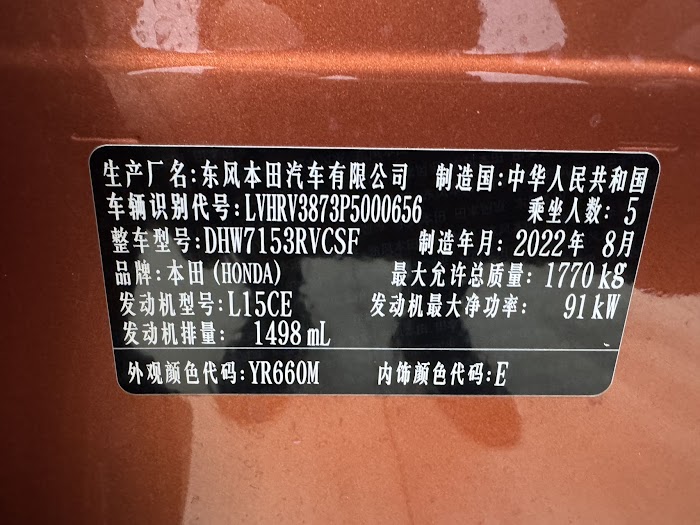 生产厂名:东风本田汽车有限公司 制造国:中华人民共和国
车辆识别代号:LVHRV3873P5000656 乘坐人数: 5
整车型号:DHW7153RVCSF 制造年月: 2022年 8月
品牌:本田(HONDA) 最大允许总质量: 1770kg
发动机型号:L15CE 发动机最大净功率: 91kW
发动机排量: 1498mL
外观颜色代码:YR660M 内饰颜色代码:E